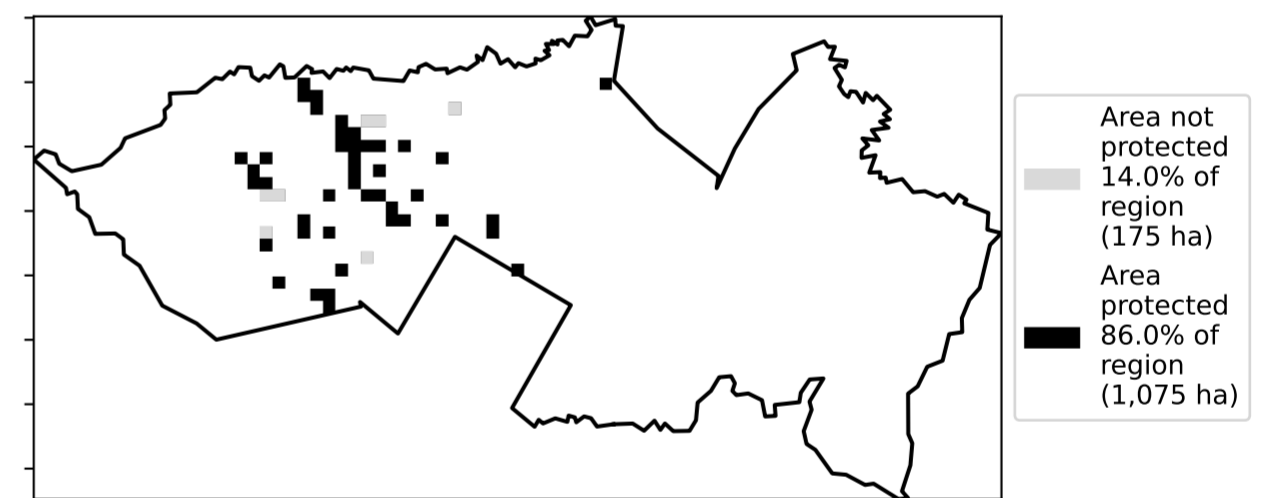 Area not
protected
14.0% of
region
(175 ha)
Area
protected
86.0% of
region
(1,075 ha)